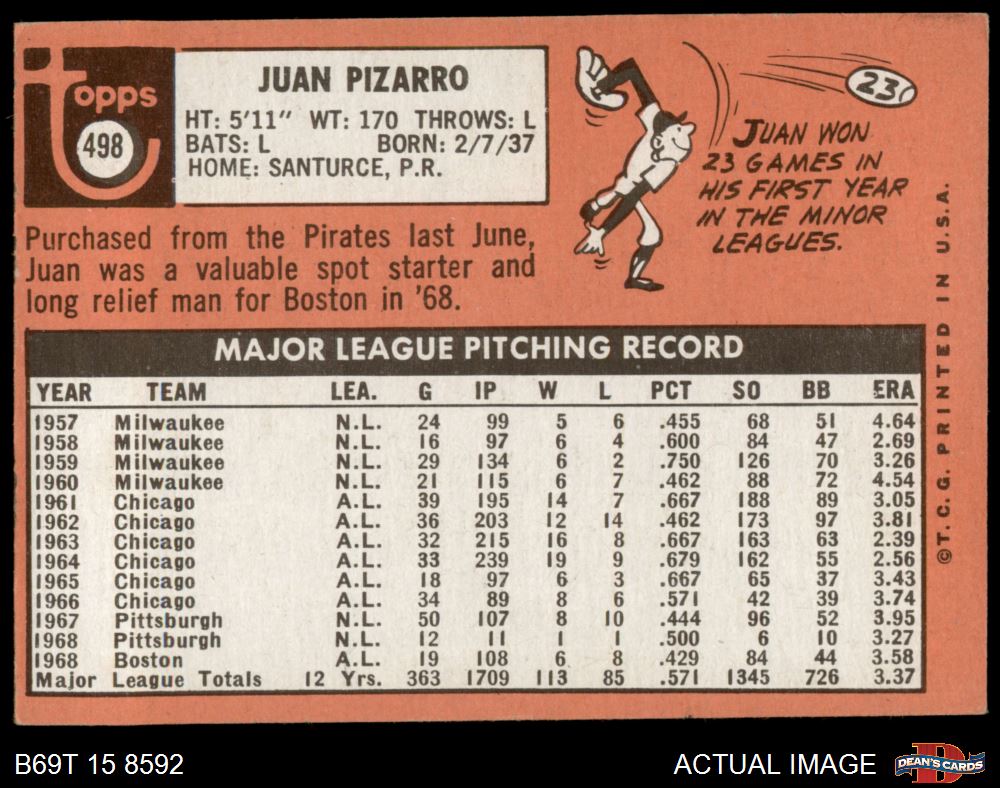 topps
498
JUAN PIZARRO
HT: 5'11" WT: 170 THROWS: L
BATS: L BORN: 2/7/37
HOME: SANTURCE, P.R.
23
JUAN WON
23 GAMES IN
HIS FIRST YEAR
IN THE MINOR
LEAGUES.
Purchased from the Pirates last June,
Juan was a valuable spot starter and
long relief man for Boston in '68.
MAJOR LEAGUE PITCHING RECORD
YEAR TEAM LEA. G IP W L PCT SO BB ERA
1957 Milwaukee N.L. 24 99 5 6 .455 68 51 4.64
1958 Milwaukee N.L. 16 97 6 4 .600 84 47 2.69
1959 Milwaukee N.L. 29 134 6 2 .750 126 70 3.26
1960 Milwaukee N.L. 21 115 6 7 .462 88 72 4.54
1961 Chicago A.L. 39 195 14 7 .667 188 89 3.05
1962 Chicago A.L. 36 203 12 14 .462 173 97 3.81
1963 Chicago A.L. 32 215 16 8 .667 163 63 2.39
1964 Chicago A.L. 33 239 19 9 .679 162 55 2.56
1965 Chicago A.L. 18 97 6 3 .667 65 37 3.43
1966 Chicago A.L. 34 89 8 6 .571 42 39 3.74
1967 Pittsburgh N.L. 50 107 8 10 .444 96 52 3.95
1968 Pittsburgh N.L. 12 11 1 1 .500 6 10 3.27
1968 Boston A.L. 19 108 6 8 .429 84 44 3.58
Major League Totals 12 Yrs. 363 1709 113 85 .571 1345 726 3.37
©T. C. G. PRINTED IN U.S.A.
B69T 15 8592
ACTUAL IMAGE
D
DEAN'S CARDS